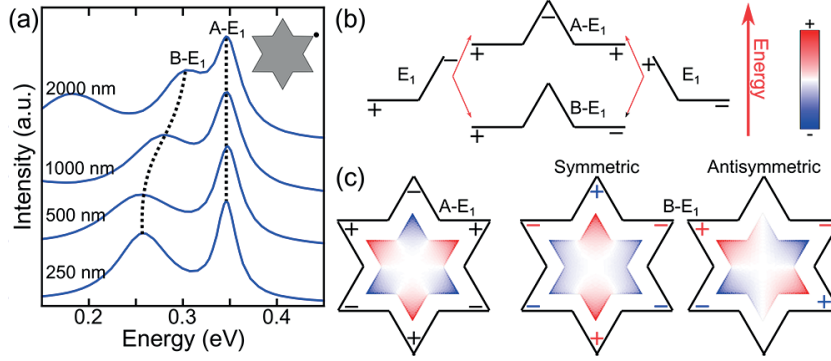 (a)
A-E₁
B-E₁
2000 nm
1000 nm
500 nm
250 nm
Intensity (a.u.)
0.2 0.3 0.4
Energy (eV)
(b)
E₁
+ −
A-E₁
+ − +
B-E₁
+ −
E₁
+ −
Energy
+
-
(c)
A-E₁
− + + − − +
Symmetric
+ − − − − +
B-E₁
Antisymmetric
+ − − +